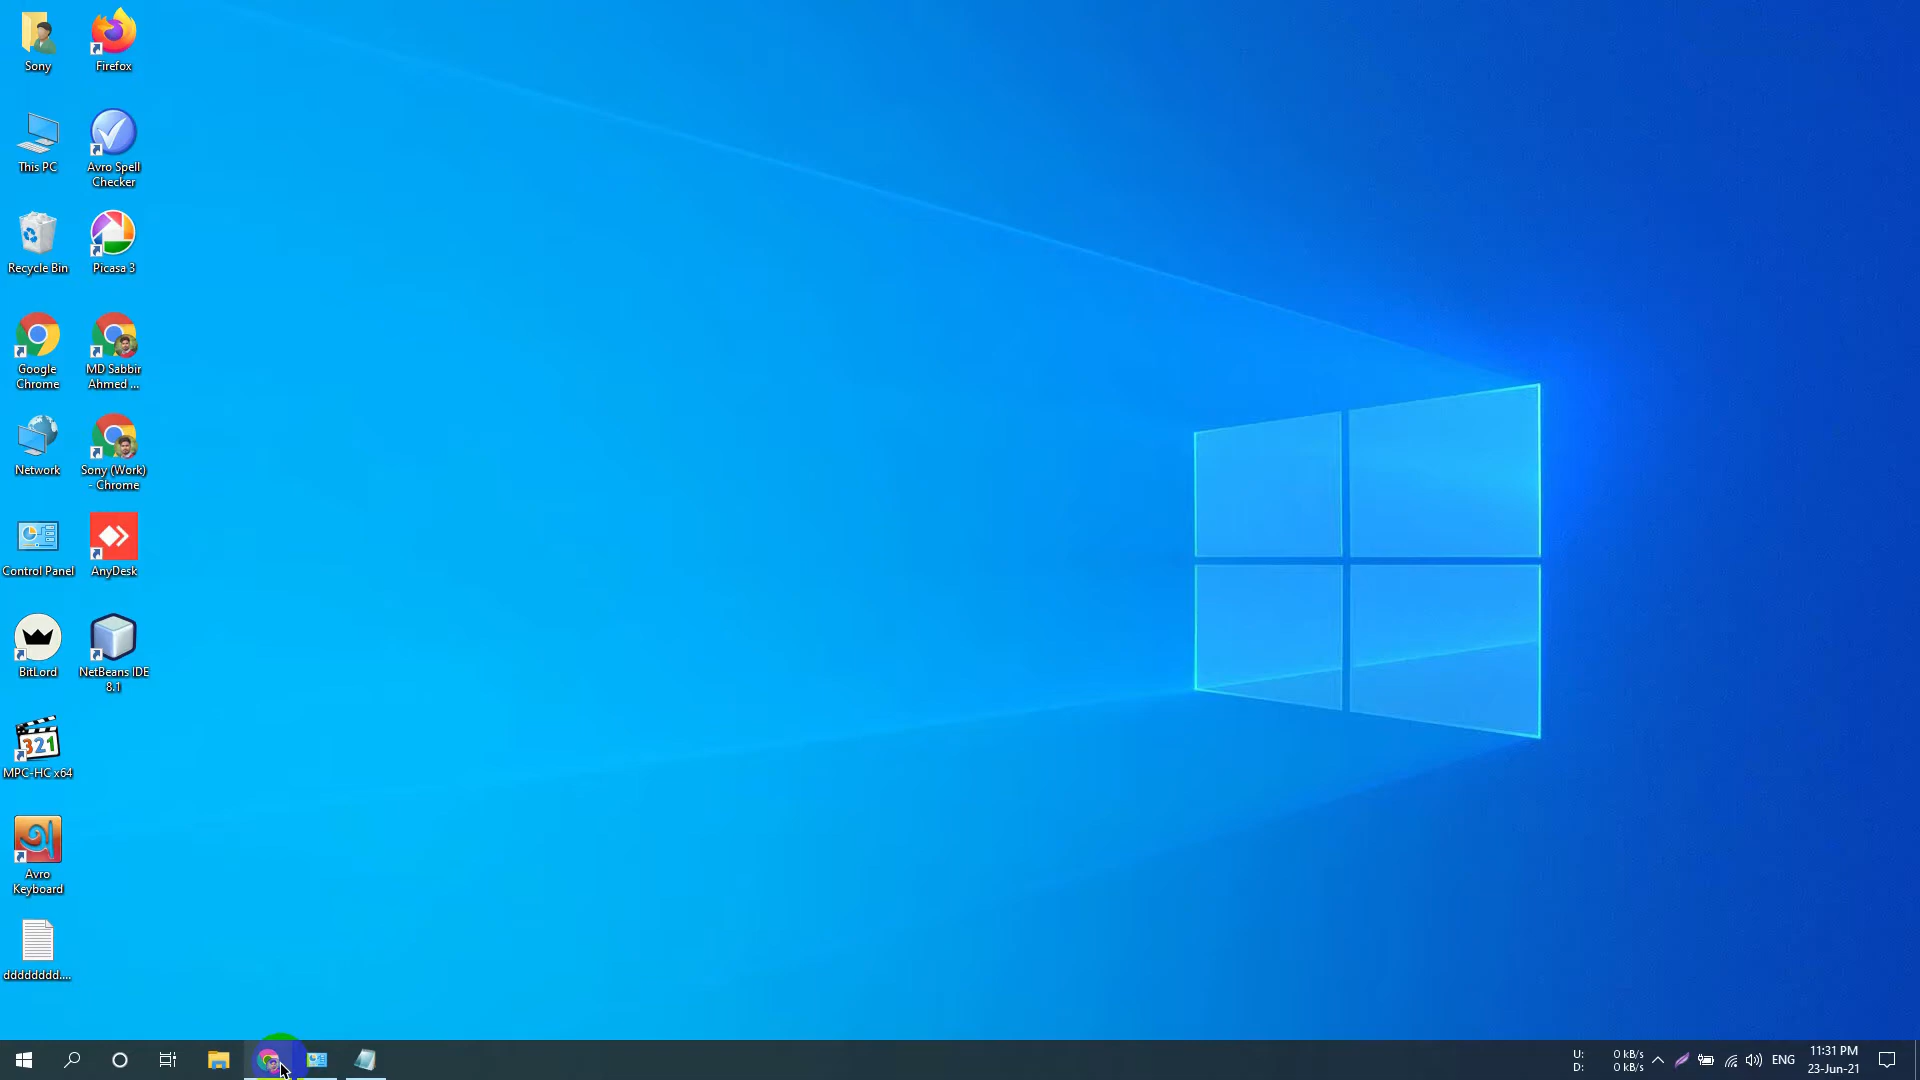 Sony
Firefox
This PC
Avro Spell
Checker
Recycle Bin
Picasa 3
Google
Chrome
MD Sabbir
Ahmed ...
Network
Sony (Work)
- Chrome
Control Panel
AnyDesk
BitLord
NetBeans IDE
8.1
321
MPC-HC x64
অ
Avro
Keyboard
dddddddd....
U: 0 kB/s
D: 0 kB/s
ENG
11:31 PM
23-Jun-21